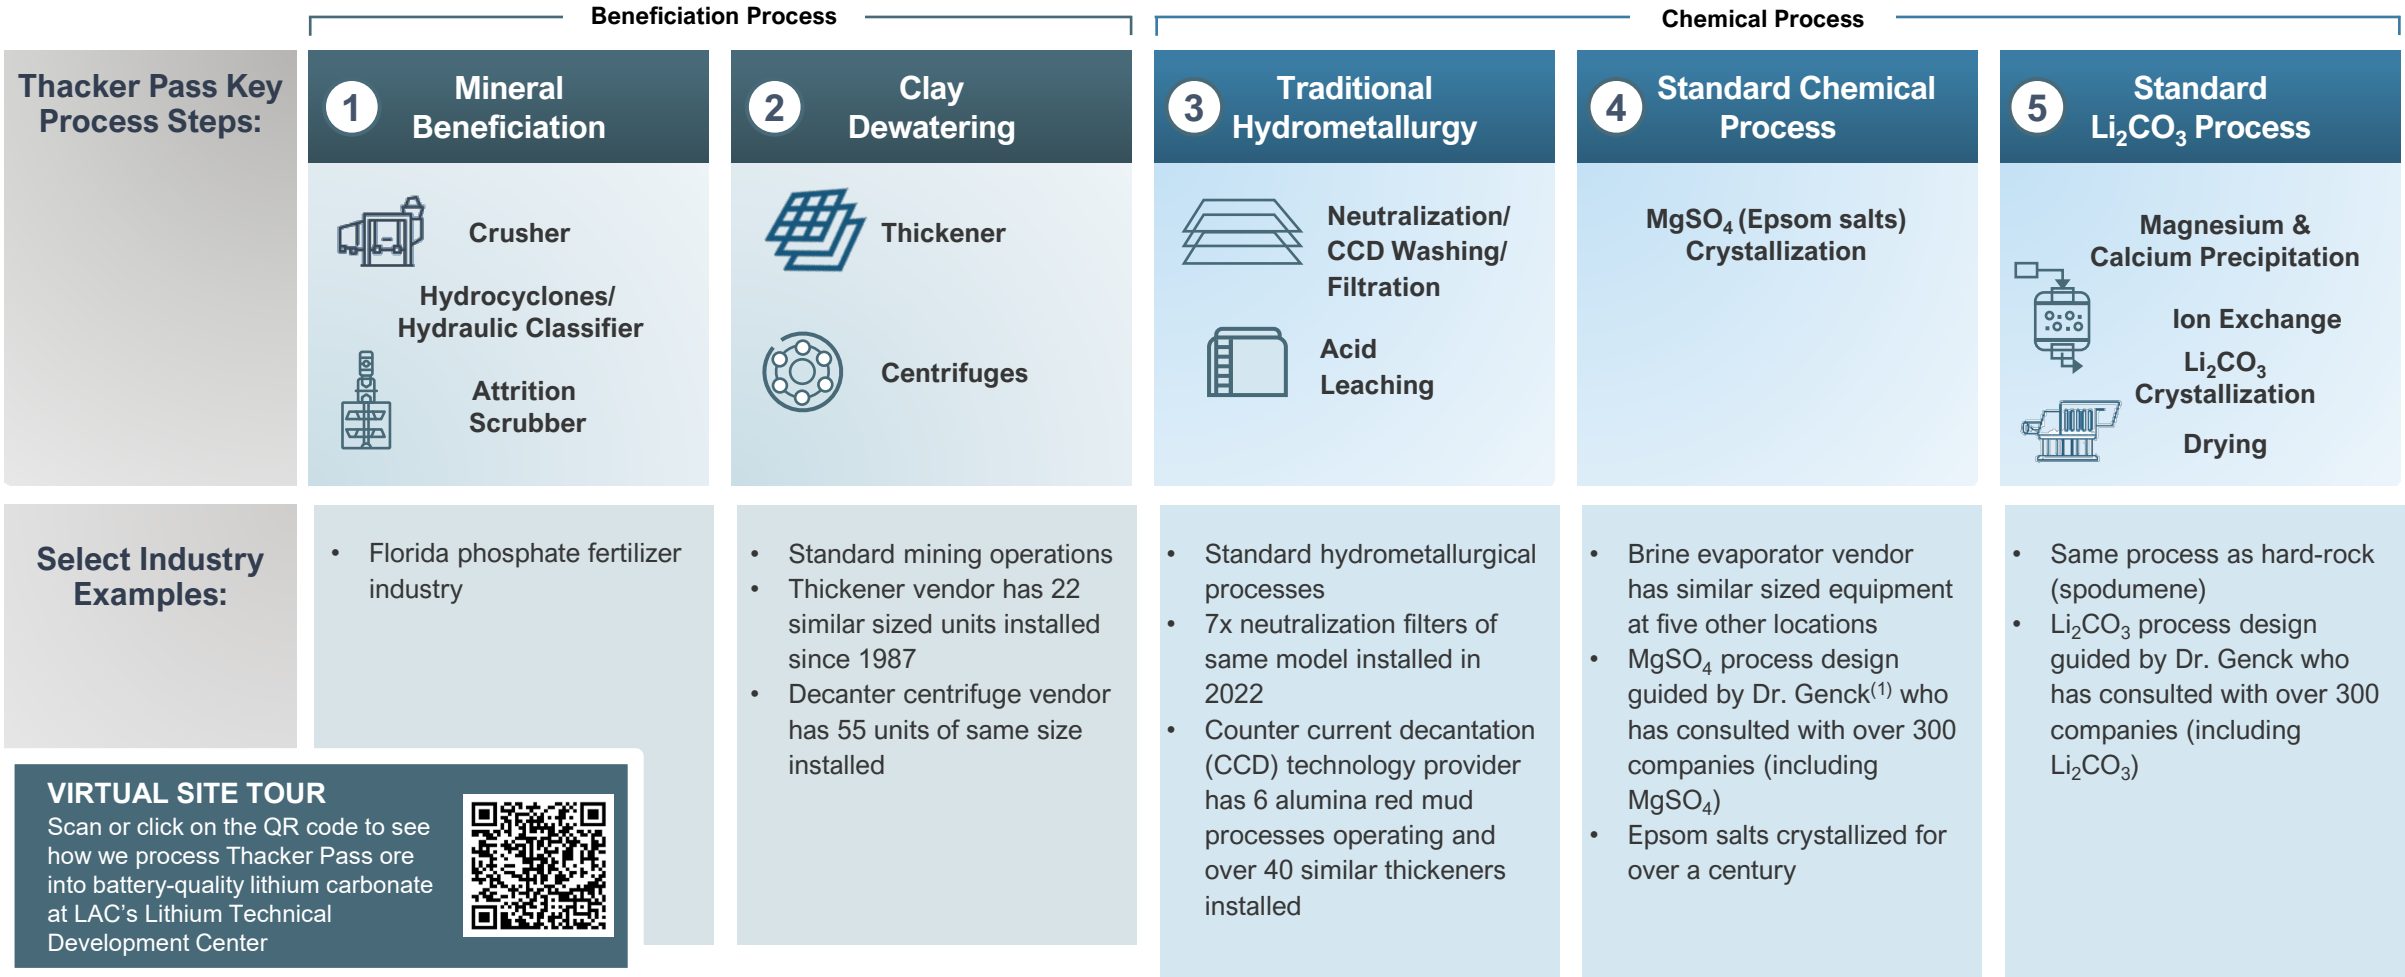 Beneficiation Process
Chemical Process
Thacker Pass Key
Process Steps:
1
Mineral
Beneficiation
2
Clay
Dewatering
3
Traditional
Hydrometallurgy
4
Standard Chemical
Process
5
Standard
Li₂CO₃ Process
Crusher
Hydrocyclones/
Hydraulic Classifier
Attrition
Scrubber
Thickener
Centrifuges
Neutralization/
CCD Washing/
Filtration
Acid
Leaching
MgSO₄ (Epsom salts)
Crystallization
Magnesium &
Calcium Precipitation
Ion Exchange
Li₂CO₃
Crystallization
Drying
Select Industry
Examples:
• Florida phosphate fertilizer
industry
• Standard mining operations
• Thickener vendor has 22
similar sized units installed
since 1987
• Decanter centrifuge vendor
has 55 units of same size
installed
• Standard hydrometallurgical
processes
• 7x neutralization filters of
same model installed in
2022
• Counter current decantation
(CCD) technology provider
has 6 alumina red mud
processes operating and
over 40 similar thickeners
installed
• Brine evaporator vendor
has similar sized equipment
at five other locations
• MgSO₄ process design
guided by Dr. Genck⁽¹⁾ who
has consulted with over 300
companies (including
MgSO₄)
• Epsom salts crystallized for
over a century
• Same process as hard-rock
(spodumene)
• Li₂CO₃ process design
guided by Dr. Genck who
has consulted with over 300
companies (including
Li₂CO₃)
VIRTUAL SITE TOUR
Scan or click on the QR code to see
how we process Thacker Pass ore
into battery-quality lithium carbonate
at LAC’s Lithium Technical
Development Center